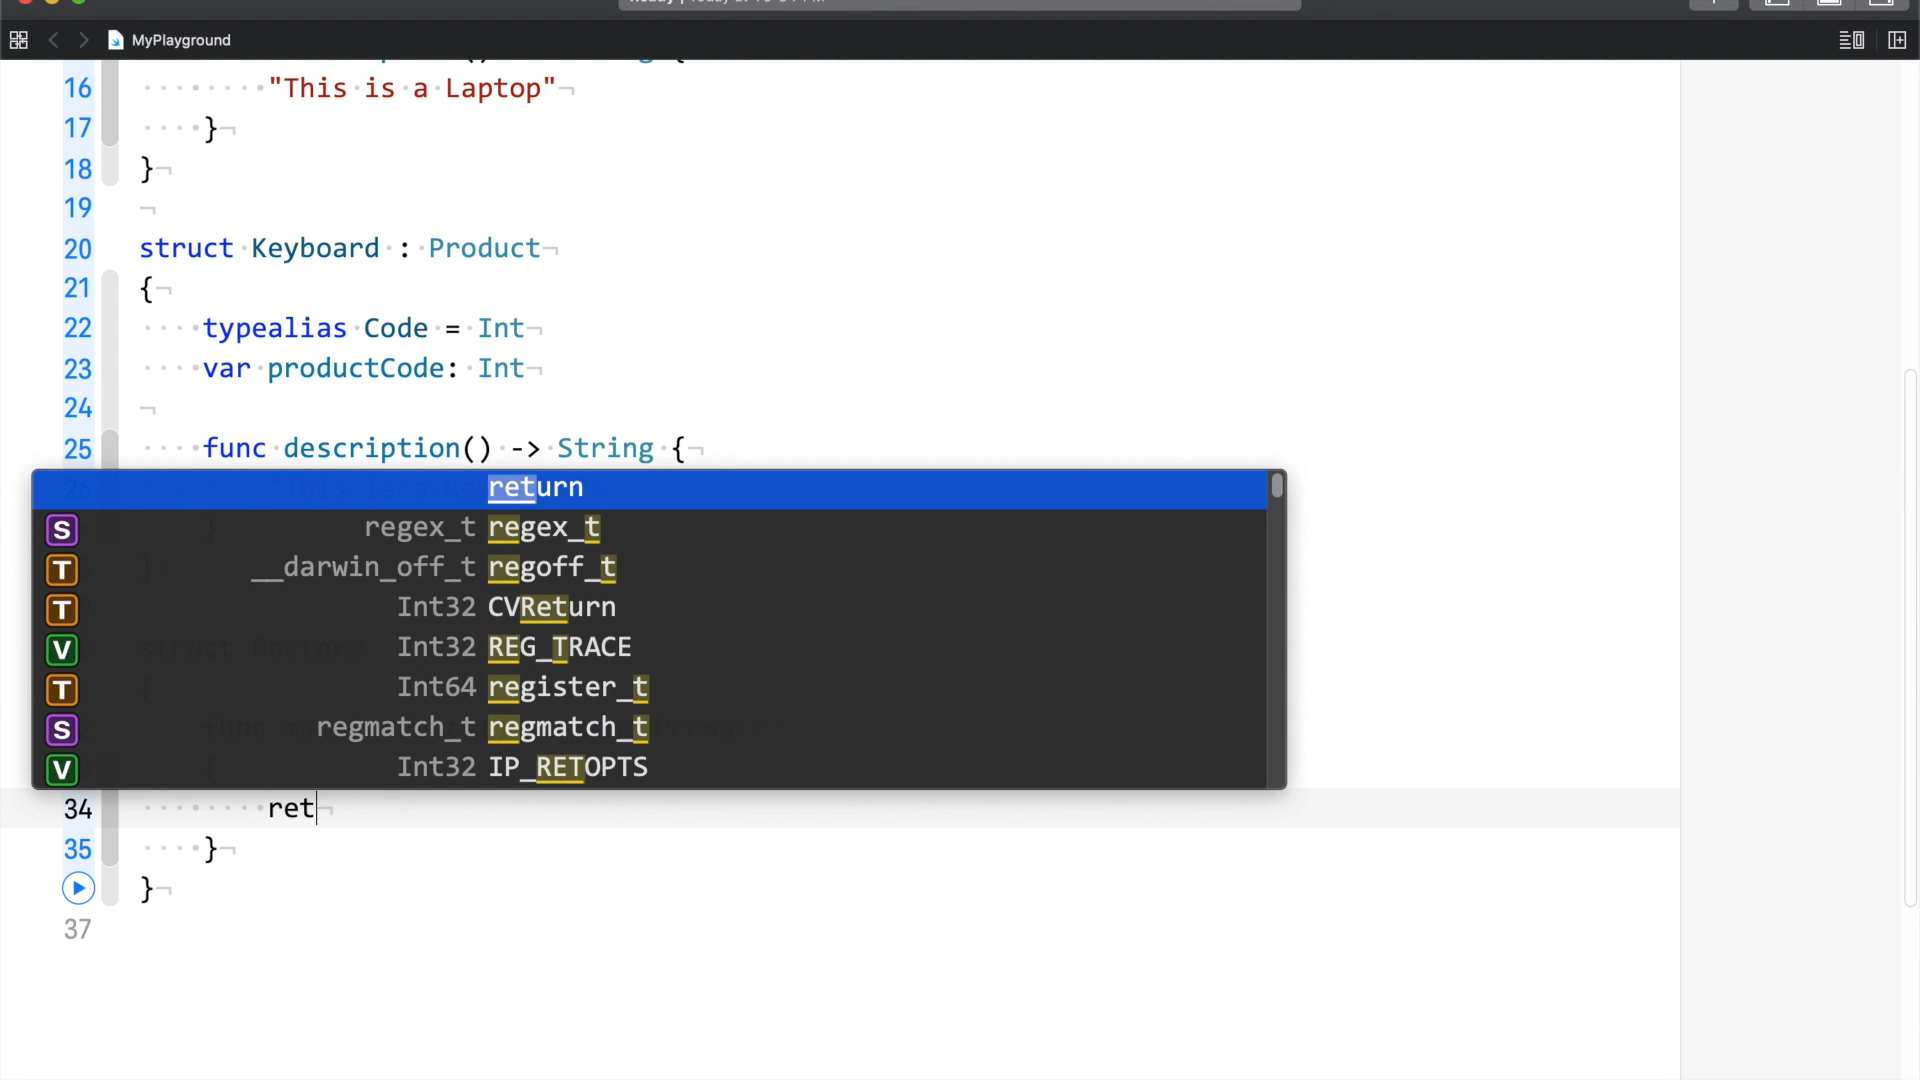 MyPlayground
16 "This is a Laptop"
17 }
18 }
19
20 struct Keyboard : Product
21 {
22 typealias Code = Int
23 var productCode: Int
24
25 func description() -> String {
return
S regex_t regex_t
T __darwin_off_t regoff_t
T Int32 CVReturn
V Int32 REG_TRACE
T Int64 register_t
S regmatch_t regmatch_t
V Int32 IP_RETOPTS
34 ret
35 }
}
37